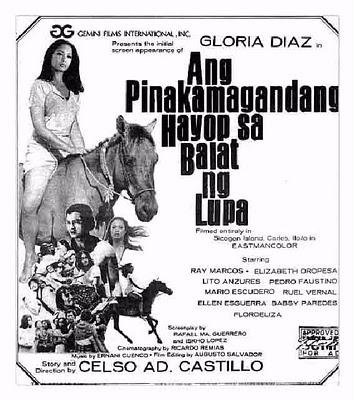 GEMINI FILMS INTERNATIONAL, INC.
Presents the initial
screen appearance of
GLORIA DIAZ in
Ang
Pinakamagandang
Hayop sa
Balat
ng
Lupa
Filmed entirely in
Sicogon Island, Carles, Iloilo in
EASTMANCOLOR
Starring
RAY MARCOS • ELIZABETH OROPESA
LITO ANZURES PEDRO FAUSTINO
MARIO ESCUDERO RUEL VERNAL
ELLEN ESGUERRA BABSY PAREDES
FLORDELIZA
Screenplay by
RAFAEL MA. GUERRERO
and ISHKO LOPEZ
Cinematography by RICARDO REMIAS
Music by ERNANI CUENCO • Film Editing by AUGUSTO SALVADOR
Story and
Direction by CELSO AD. CASTILLO
APPROVED
FOR AD